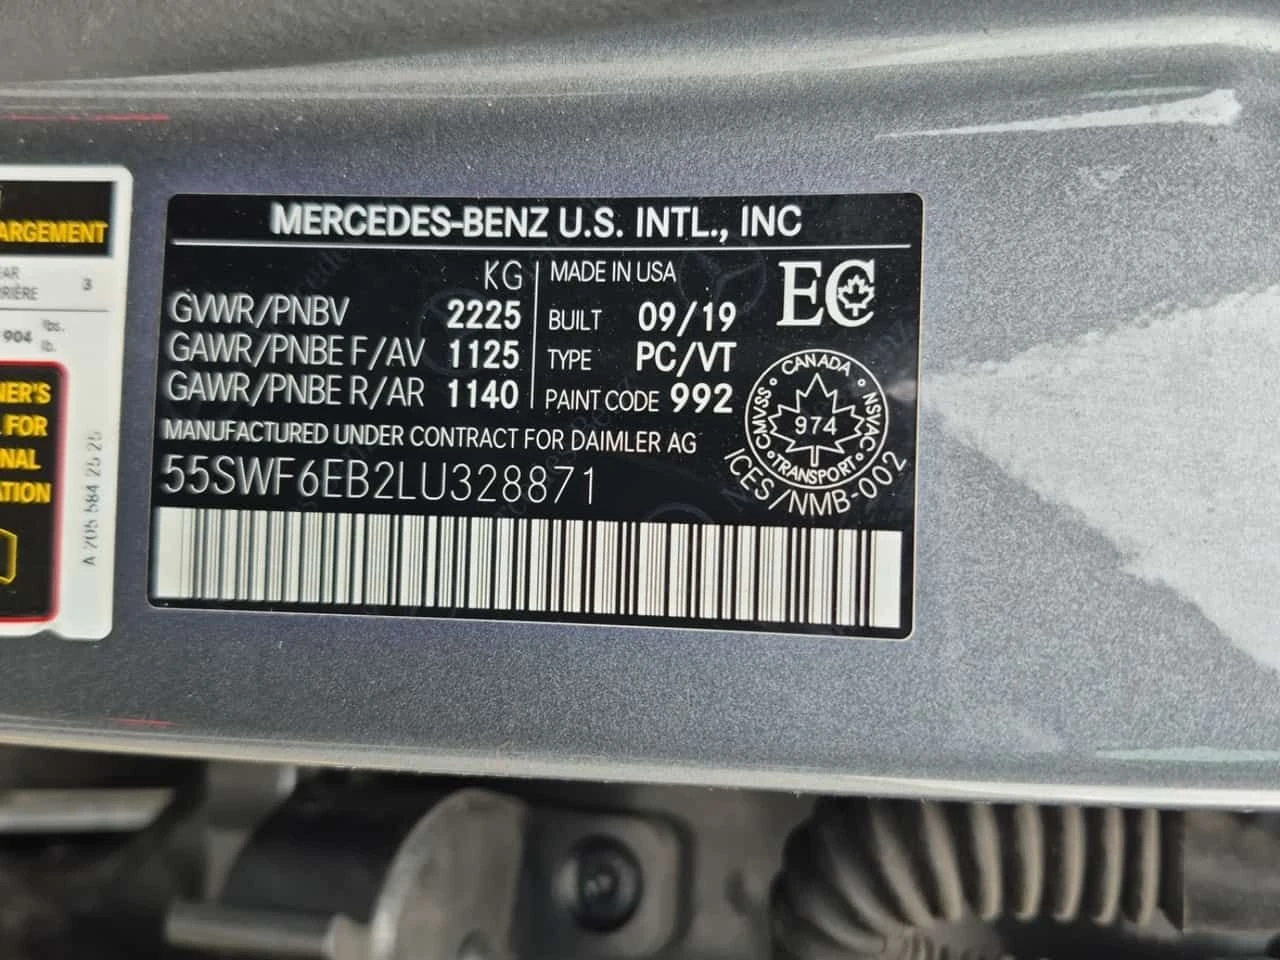 ARGEMENT
3
904 lbs.
lb.
NER'S
FOR
NAL
ATION
A 205 584 25 25
MERCEDES-BENZ U.S. INTL., INC
KG
GVWR/PNBV 2225
GAWR/PNBE F/AV 1125
GAWR/PNBE R/AR 1140
MADE IN USA
BUILT 09/19
TYPE PC/VT
PAINT CODE 992
EC
CANADA
CMVSS 974 NSVAC
TRANSPORT
ICES/NMB-002
MANUFACTURED UNDER CONTRACT FOR DAIMLER AG
55SWF6EB2LU328871